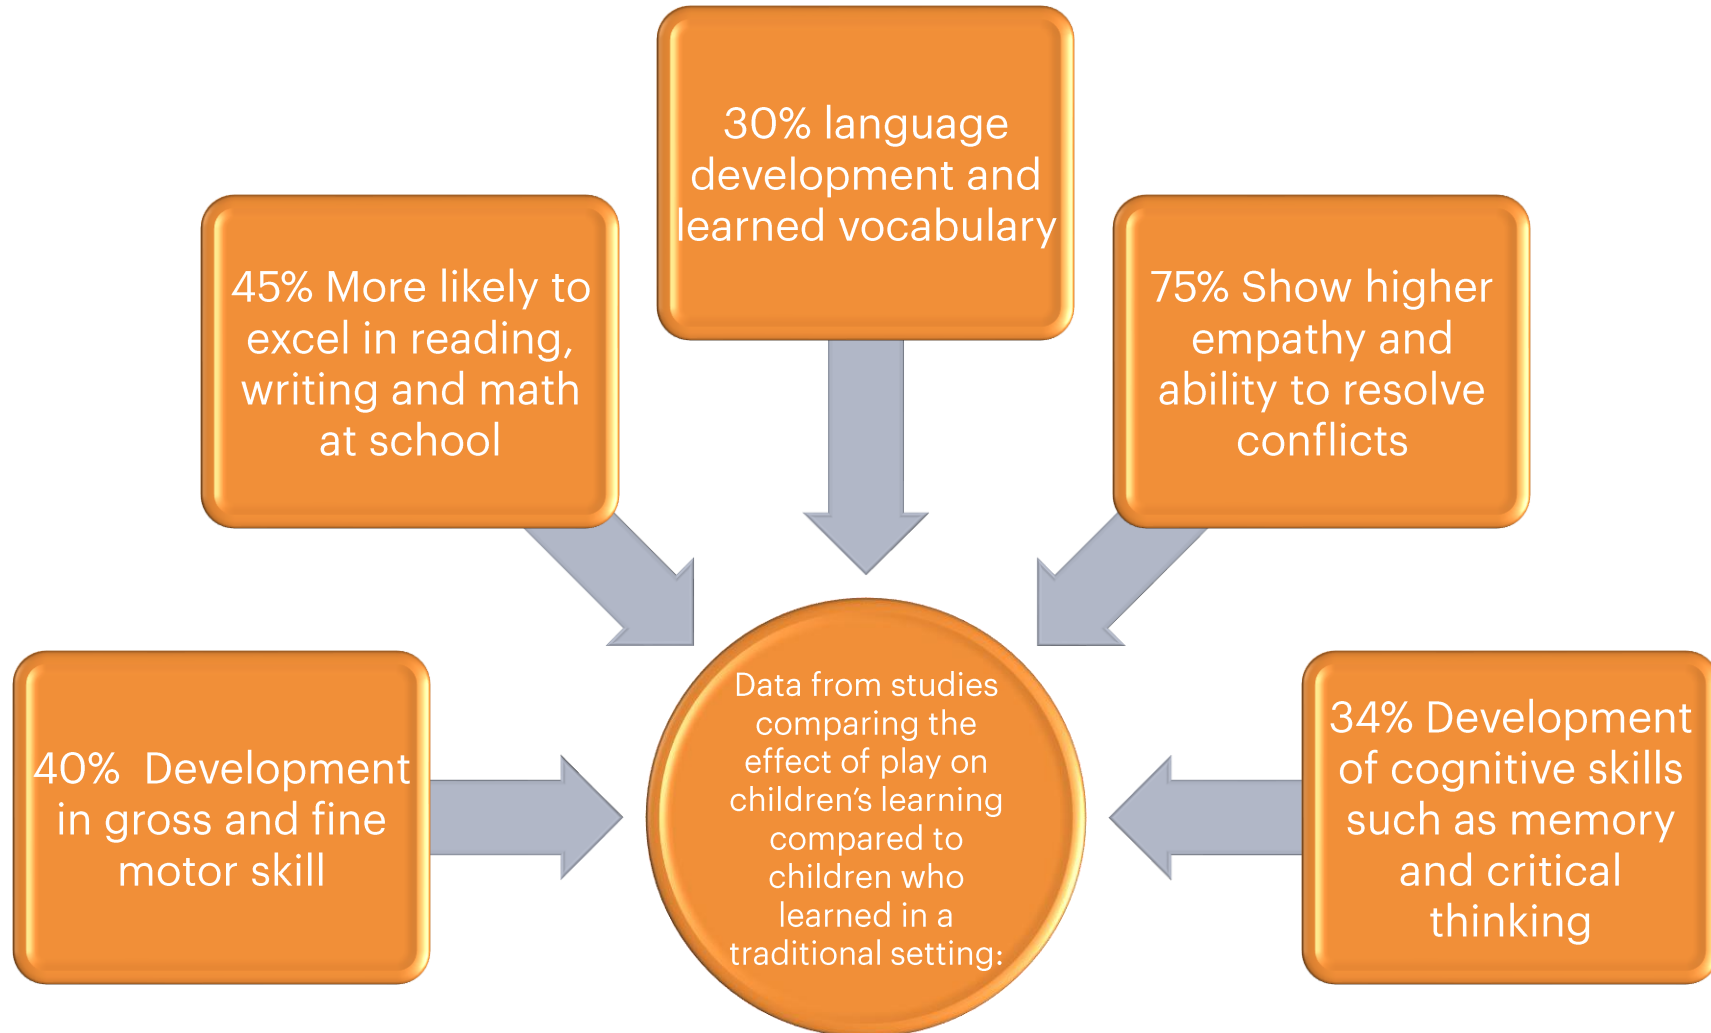 40%  Development
in gross and fine
motor skill
45% More likely to
excel in reading,
writing and math
at school
30% language
development and
learned vocabulary
75% Show higher
empathy and
ability to resolve
conflicts
34% Development
of cognitive skills
such as memory
and critical
thinking
Data from studies
comparing the
effect of play on
children’s learning
compared to
children who
learned in a
traditional setting: